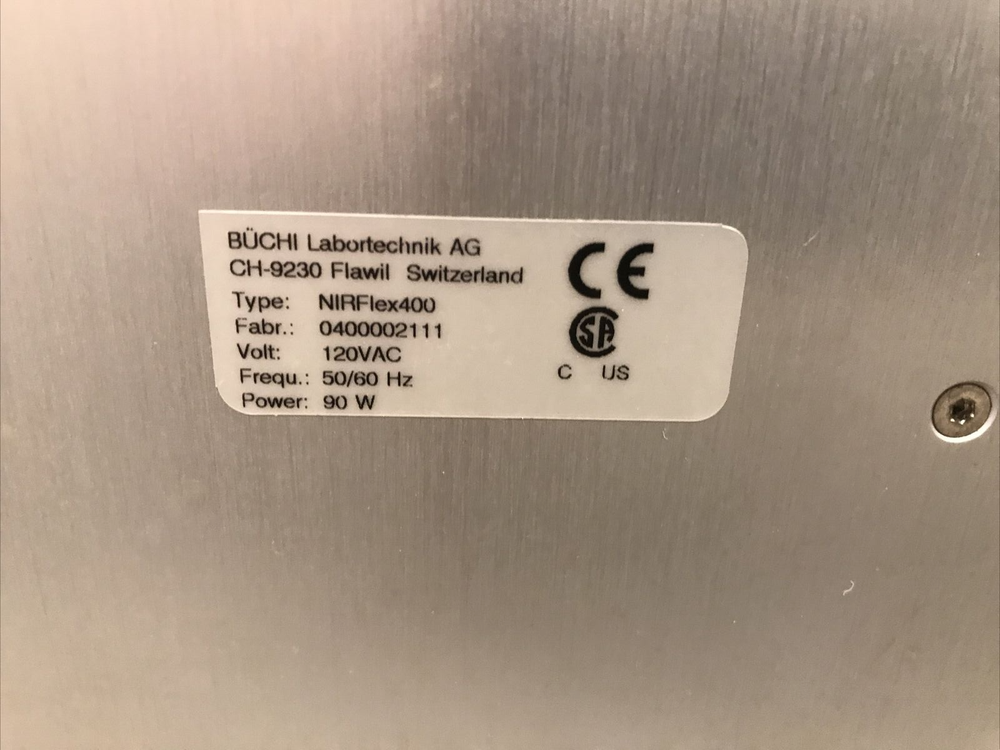 BÜCHI Labortechnik AG
CH-9230 Flawil Switzerland
Type: NIRFlex400
Fabr.: 0400002111
Volt: 120VAC
Frequ.: 50/60 Hz
Power: 90 W
CE
SA
C US